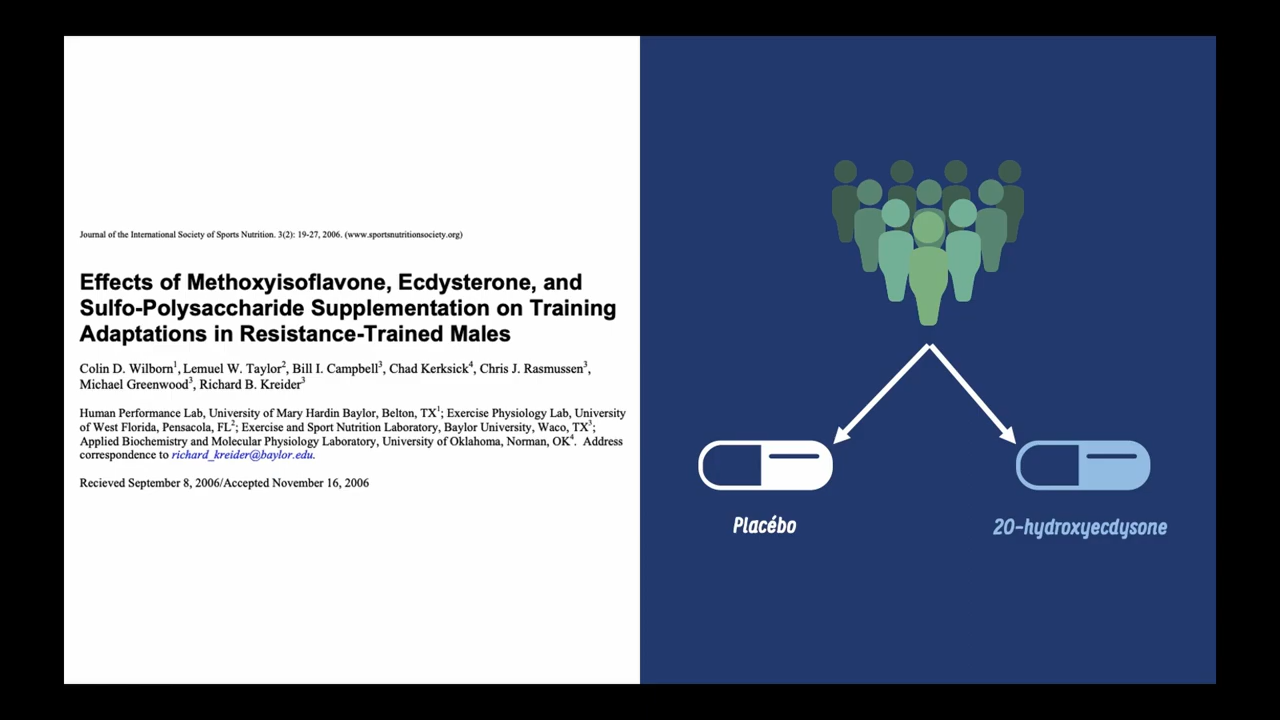 Journal of the International Society of Sports Nutrition. 3(2): 19-27, 2006. (www.sportsnutritionsociety.org)
Effects of Methoxyisoflavone, Ecdysterone, and
Sulfo-Polysaccharide Supplementation on Training
Adaptations in Resistance-Trained Males
Colin D. Wilborn1, Lemuel W. Taylor2, Bill I. Campbell3, Chad Kerksick4, Chris J. Rasmussen3,
Michael Greenwood3, Richard B. Kreider3
Human Performance Lab, University of Mary Hardin Baylor, Belton, TX1; Exercise Physiology Lab, University
of West Florida, Pensacola, FL2; Exercise and Sport Nutrition Laboratory, Baylor University, Waco, TX3;
Applied Biochemistry and Molecular Physiology Laboratory, University of Oklahoma, Norman, OK4. Address
correspondence to richard_kreider@baylor.edu.
Recieved September 8, 2006/Accepted November 16, 2006
Placébo
20-hydroxyecdysone